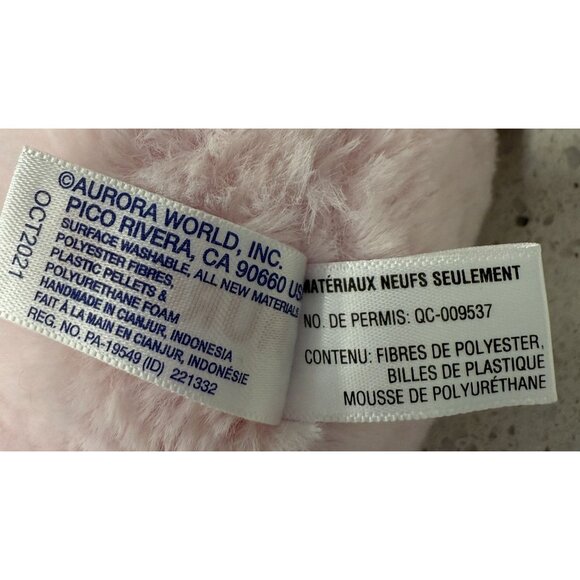 ©AURORA WORLD, INC.
PICO RIVERA, CA 90660 US
SURFACE WASHABLE. ALL NEW MATERIALS
POLYESTER FIBRES,
PLASTIC PELLETS &
POLYURETHANE FOAM
HANDMADE IN CIANJUR, INDONESIA
FAIT À LA MAIN EN CIANJUR, INDONÉSIE
REG. NO. PA-19549 (ID) 221332
OCT2021
MATÉRIAUX NEUFS SEULEMENT
NO. DE PERMIS: QC-009537
CONTENU: FIBRES DE POLYESTER,
BILLES DE PLASTIQUE
MOUSSE DE POLYURÉTHANE